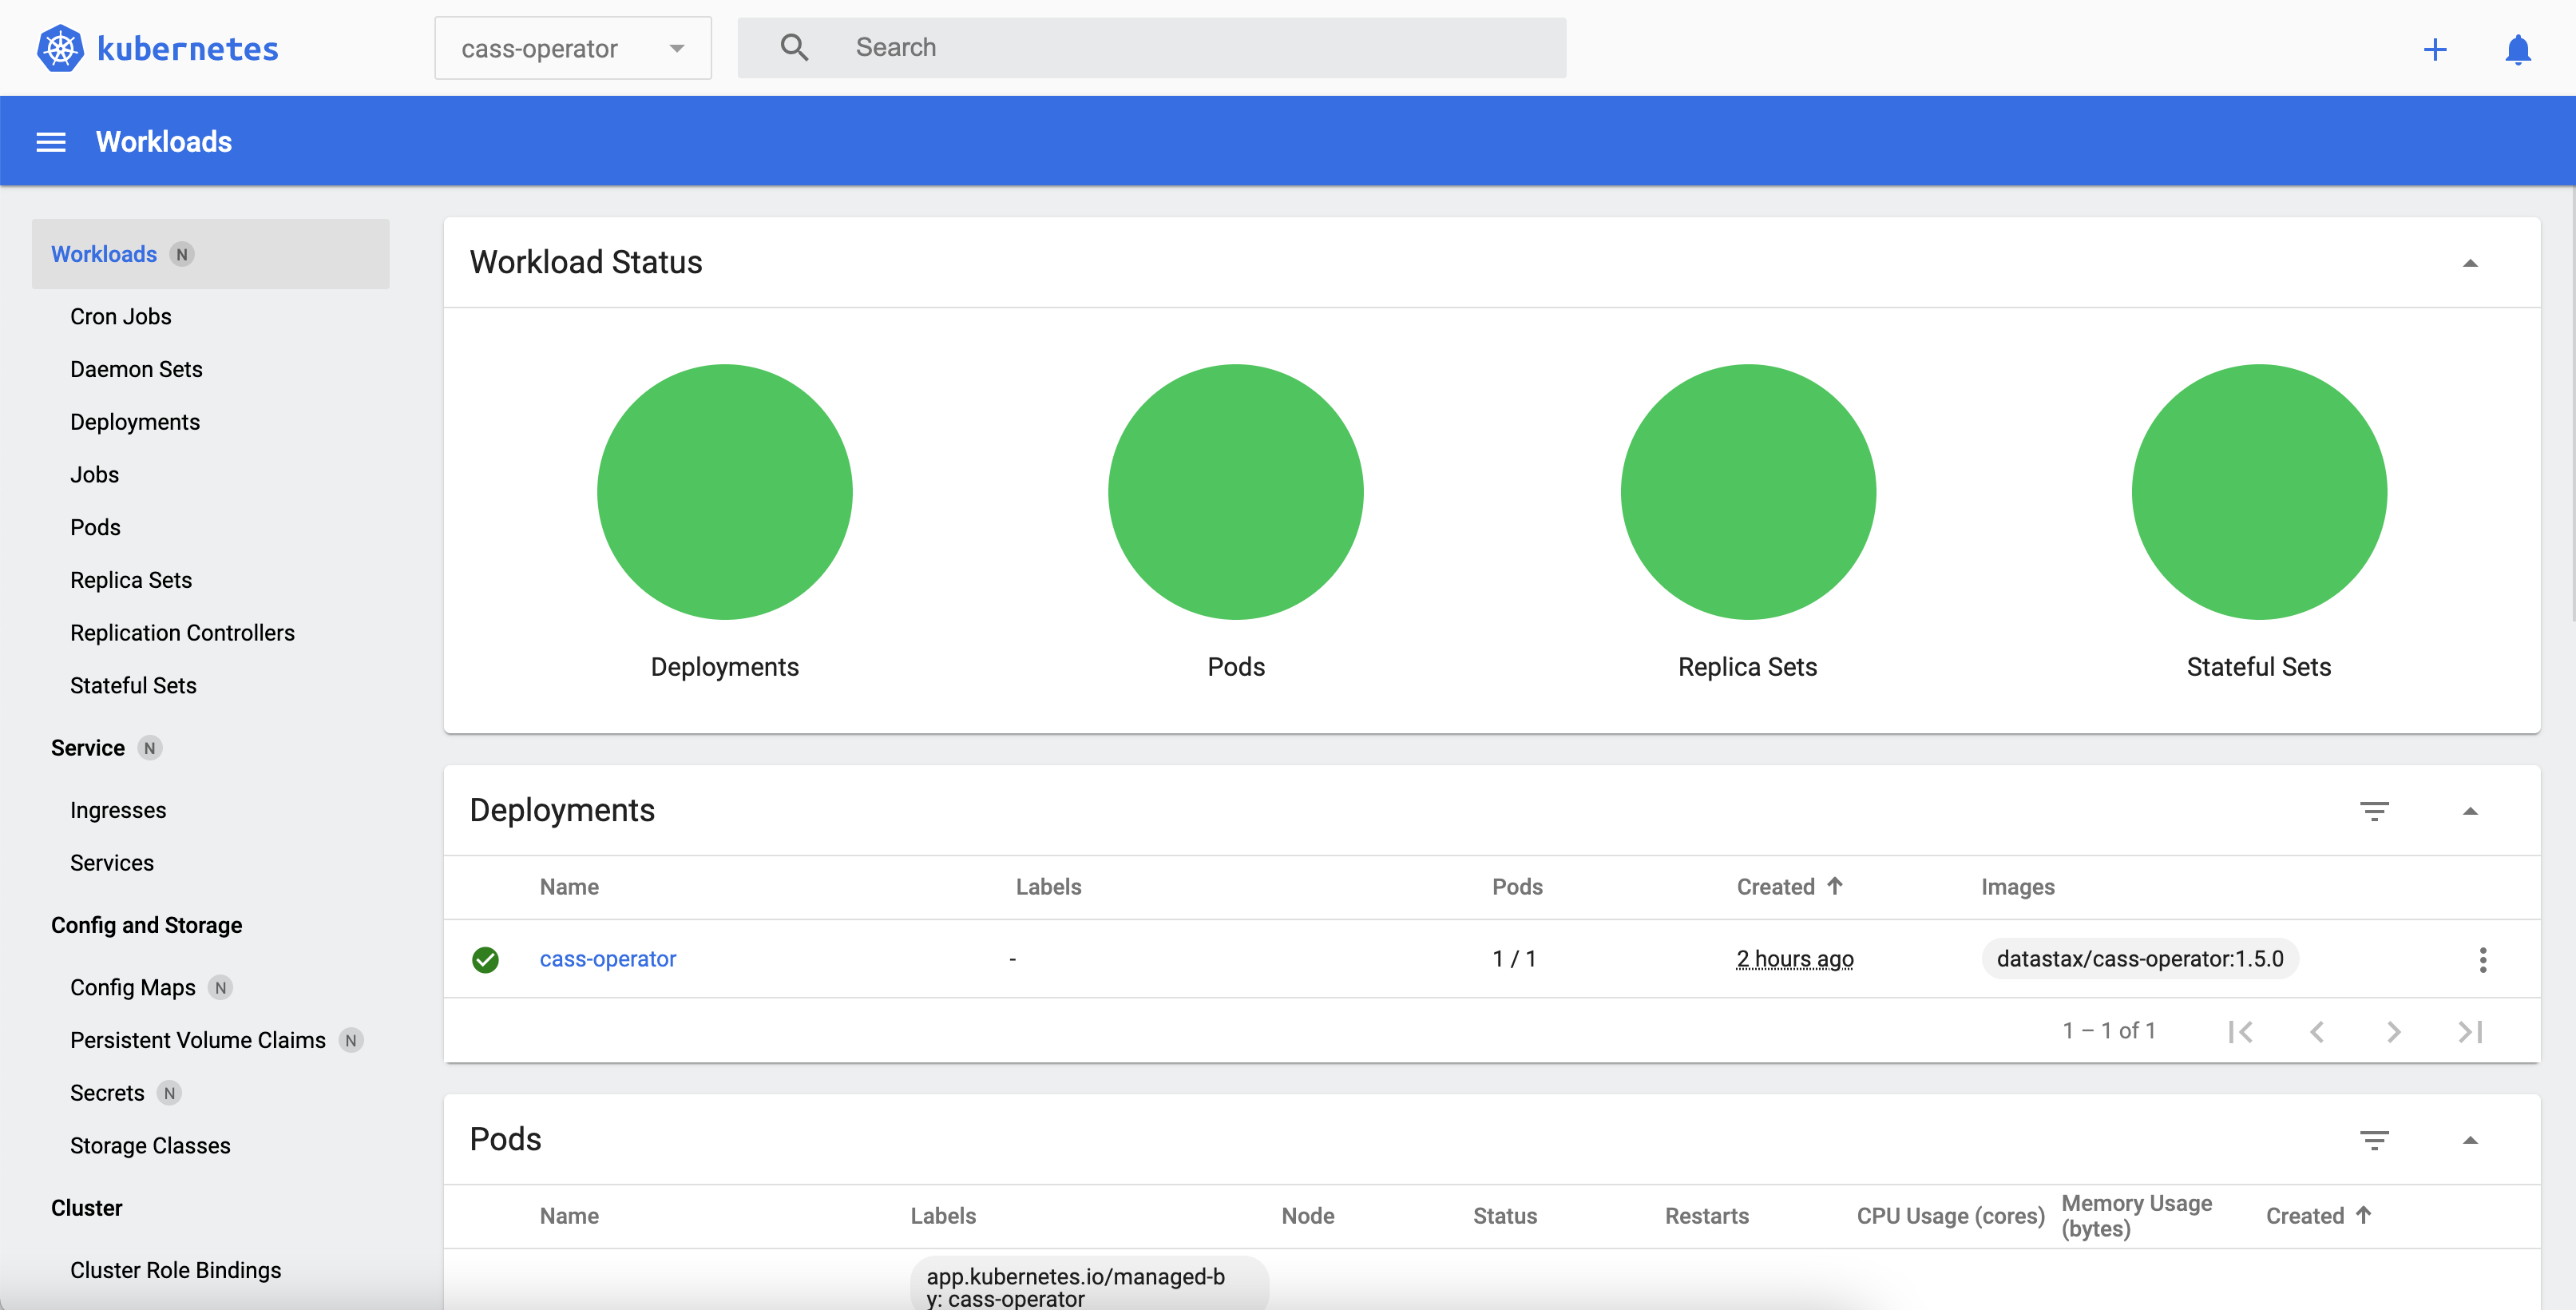 kubernetes
cass-operator
Search
Workloads
Workloads N
Cron Jobs
Daemon Sets
Deployments
Jobs
Pods
Replica Sets
Replication Controllers
Stateful Sets
Service N
Ingresses
Services
Config and Storage
Config Maps N
Persistent Volume Claims N
Secrets N
Storage Classes
Cluster
Cluster Role Bindings
Workload Status
Deployments
Pods
Replica Sets
Stateful Sets
Deployments
Name Labels Pods Created Images
cass-operator - 1 / 1 2 hours ago datastax/cass-operator:1.5.0
1 – 1 of 1
Pods
Name Labels Node Status Restarts CPU Usage (cores) Memory Usage (bytes) Created
app.kubernetes.io/managed-b
y: cass-operator